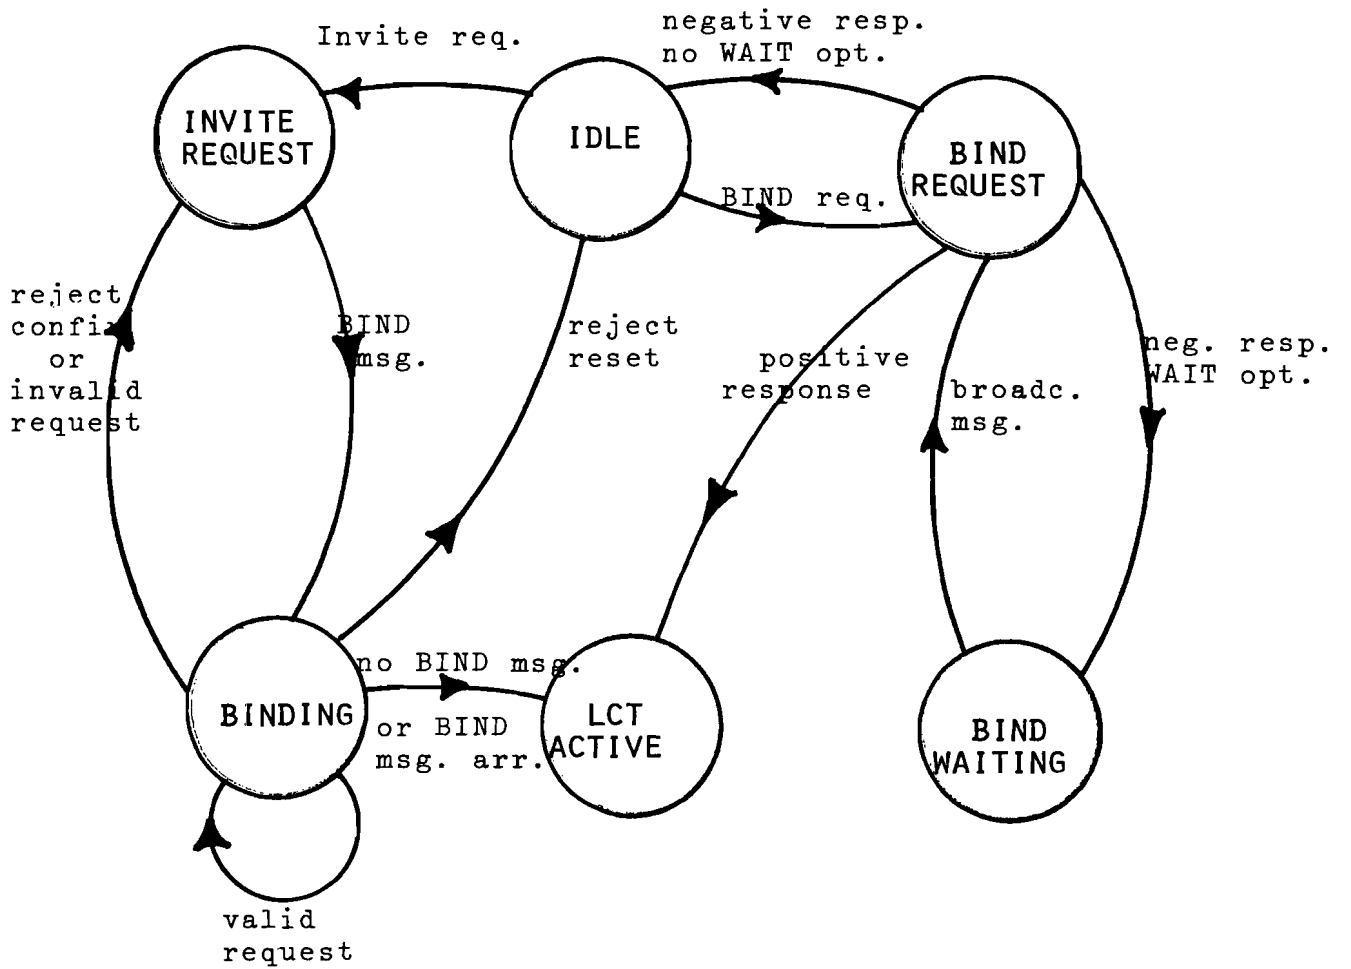 Invite req.
negative resp.
no WAIT opt.
INVITE
REQUEST
IDLE
BIND
REQUEST
BIND req.
reject
or
invalid
request
BIND
msg.
reject
reset
positive
response
broadc.
msg.
neg. resp.
WAIT opt.
no BIND msg.
BINDING
or BIND
msg. arr.
LCT
ACTIVE
BIND
WAITING
valid
request